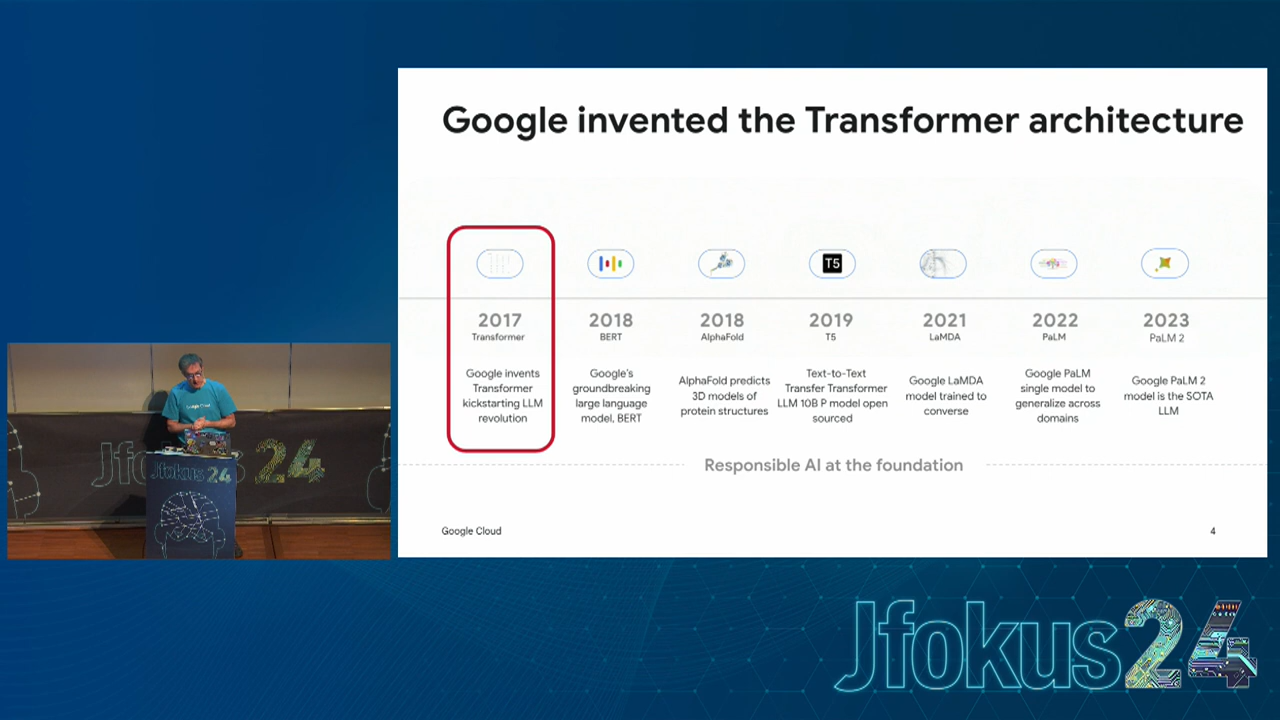 Google invented the Transformer architecture
T5
2017
Transformer
Google invents
Transformer
kickstarting LLM
revolution
2018
BERT
Google's
groundbreaking
large language
model, BERT
2018
AlphaFold
AlphaFold predicts
3D models of
protein structures
2019
T5
Text-to-Text
Transfer Transformer
LLM 10B P model open
sourced
2021
LaMDA
Google LaMDA
model trained to
converse
2022
PaLM
Google PaLM
single model to
generalize across
domains
2023
PaLM 2
Google PaLM 2
model is the SOTA
LLM
Responsible AI at the foundation
Google Cloud
4
Google Cloud
Jfokus 24
Jfokus 24
Jfokus24